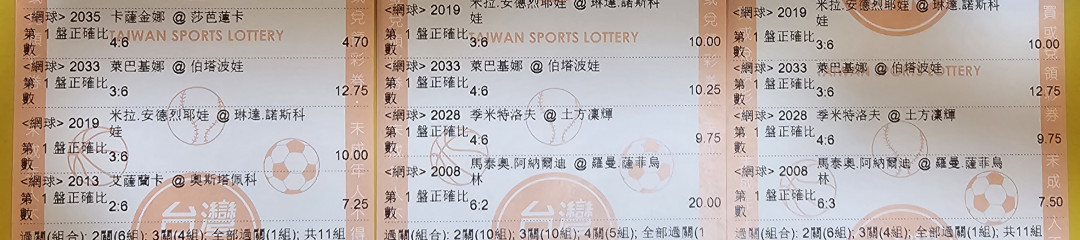 <網球> 2035 卡薩金娜 @ 莎芭蓮卡
第 1 盤正確比數 4:6 4.70
<網球> 2033 萊巴基娜 @ 伯塔波娃
第 1 盤正確比數 3:6 12.75
<網球> 2019 米拉.安德烈耶娃 @ 琳達.諾斯科娃
第 1 盤正確比數 3:6 10.00
<網球> 2013 艾薩蘭卡 @ 奧斯塔佩科
第 1 盤正確比數 2:6 7.25
過關(組合): 2關(6組); 3關(4組); 全部過關(1組); 共11組
TAIWAN SPORTS LOTTERY
台灣
<網球> 2019 米拉.安德烈耶娃 @ 琳達.諾斯科娃
第 1 盤正確比數 3:6 10.00
<網球> 2033 萊巴基娜 @ 伯塔波娃
第 1 盤正確比數 4:6 10.25
<網球> 2028 季米特洛夫 @ 土方凜輝
第 1 盤正確比數 4:6 9.75
<網球> 2008 馬泰奧.阿納爾迪 @ 羅曼.薩菲烏林
第 1 盤正確比數 6:2 20.00
過關(組合): 2關(10組); 3關(10組); 4關(5組); 全部過關(1
TAIWAN SPORTS LOTTERY
台灣
<網球> 2019 米拉.安德烈耶娃 @ 琳達.諾斯科娃
第 1 盤正確比數 3:6 10.00
<網球> 2033 萊巴基娜 @ 伯塔波娃
第 1 盤正確比數 3:6 12.75
<網球> 2028 季米特洛夫 @ 土方凜輝
第 1 盤正確比數 4:6 9.75
<網球> 2008 馬泰奧.阿納爾迪 @ 羅曼.薩菲烏林
第 1 盤正確比數 6:3 7.50
過關(組合): 2關(6組); 3關(4組); 全部過關(1組); 共11組